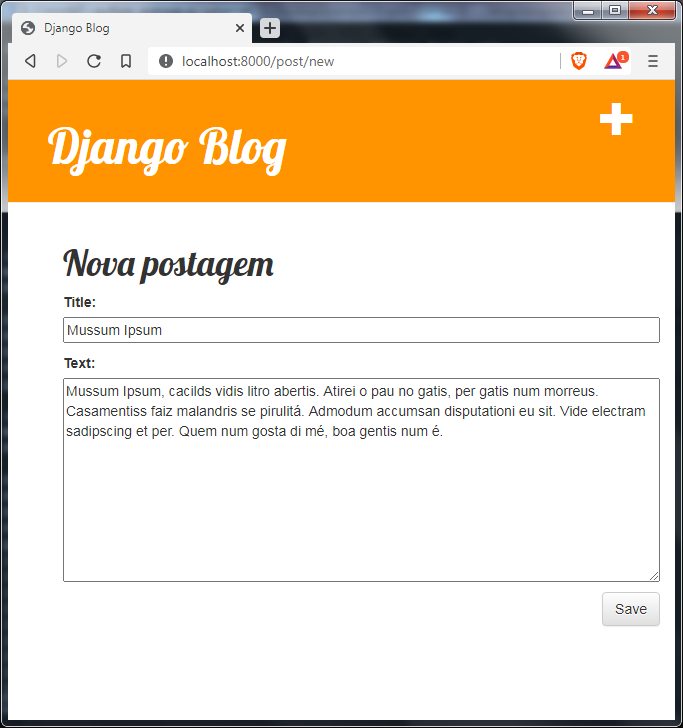 Django Blog
localhost:8000/post/new
1
Django Blog
Nova postagem
Title:
Mussum Ipsum
Text:
Mussum Ipsum, cacilds vidis litro abertis. Atirei o pau no gatis, per gatis num morreus.
Casamentiss faiz malandris se pirulitá. Admodum accumsan disputationi eu sit. Vide electram
sadipscing et per. Quem num gosta di mé, boa gentis num é.
Save